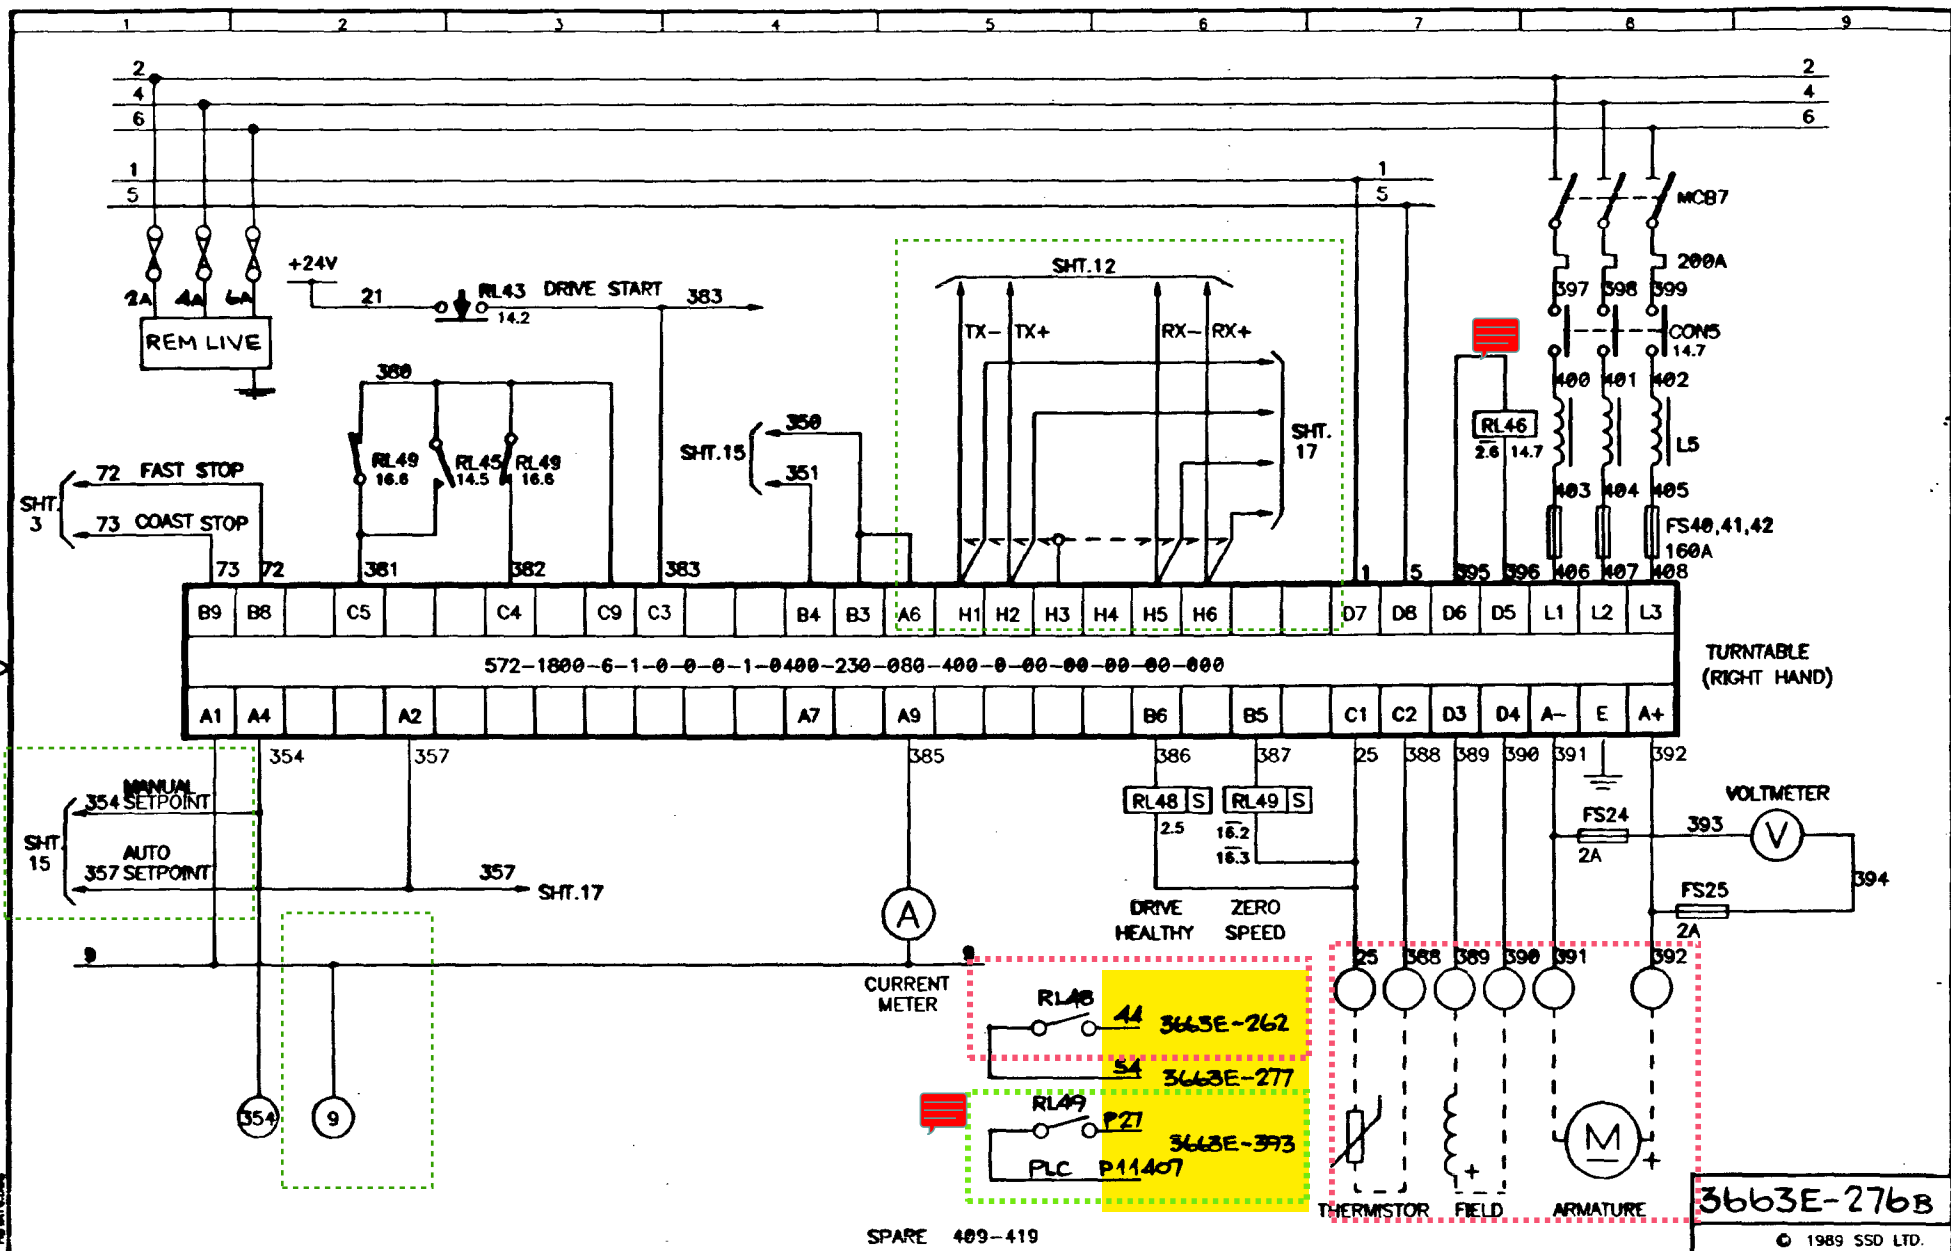 1 2 3 4 5 6 7 8 9
2 2
4 4
6 6
1 1
5 5
MCB7
+24V
200A
SHT.12
2A 4A 6A
21 RL43 DRIVE START 383
14.2
397 398 399
REM LIVE
TX- TX+ RX- RX+
CON5
14.7
380
400 401 402
350
SHT.15
351
SHT.
17
RL46
2.6 14.7
L5
RL49
16.6
RL45
14.5
RL49
16.6
72 FAST STOP
SHT.
3
73 COAST STOP
403 404 405
FS40,41,42
160A
73 72 381 382 383 1 5 395 396 406 407 408
B9 B8 C5 C4 C9 C3 B4 B3 A6 H1 H2 H3 H4 H5 H6 D7 D8 D6 D5 L1 L2 L3
572-1800-6-1-0-0-0-1-0400-230-080-400-0-00-00-00-00-000
TURNTABLE
(RIGHT HAND)
A1 A4 A2 A7 A9 B6 B5 C1 C2 D3 D4 A- E A+
354 357 385 386 387 25 388 389 390 391 392
MANUAL
354 SETPOINT
SHT.
15
AUTO
357 SETPOINT
357 SHT.17
RL48 S
2.5
RL49 S
16.2
16.3
VOLTMETER
FS24
2A
393
V
394
FS25
2A
A
DRIVE
HEALTHY
ZERO
SPEED
9 9
CURRENT
METER
25 388 389 390 391 392
RL48
44 3663E-262
54 3663E-277
RL49
P27
3663E-393
PLC P11407
354 9
M
+ +
THERMISTOR FIELD ARMATURE
3663E-276B
SPARE 409-419
© 1989 SSD LTD.